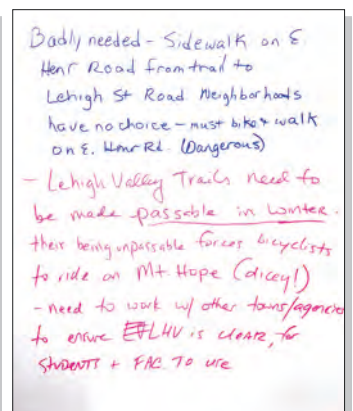 Badly needed - Sidewalk on E.
Henr Road from trail to
Lehigh St Road. Neighborhoods
have no choice - must bike + walk
on E. Henr Rd. (Dangerous)
- Lehigh Valley Trails need to
be made passable in winter.
their being unpassable forces bicyclists
to ride on Mt. Hope (dicey!)
- need to work w/ other towns/agencies
to ensure LHV is cleAR, for
STUDENTS + FAC. TO USE